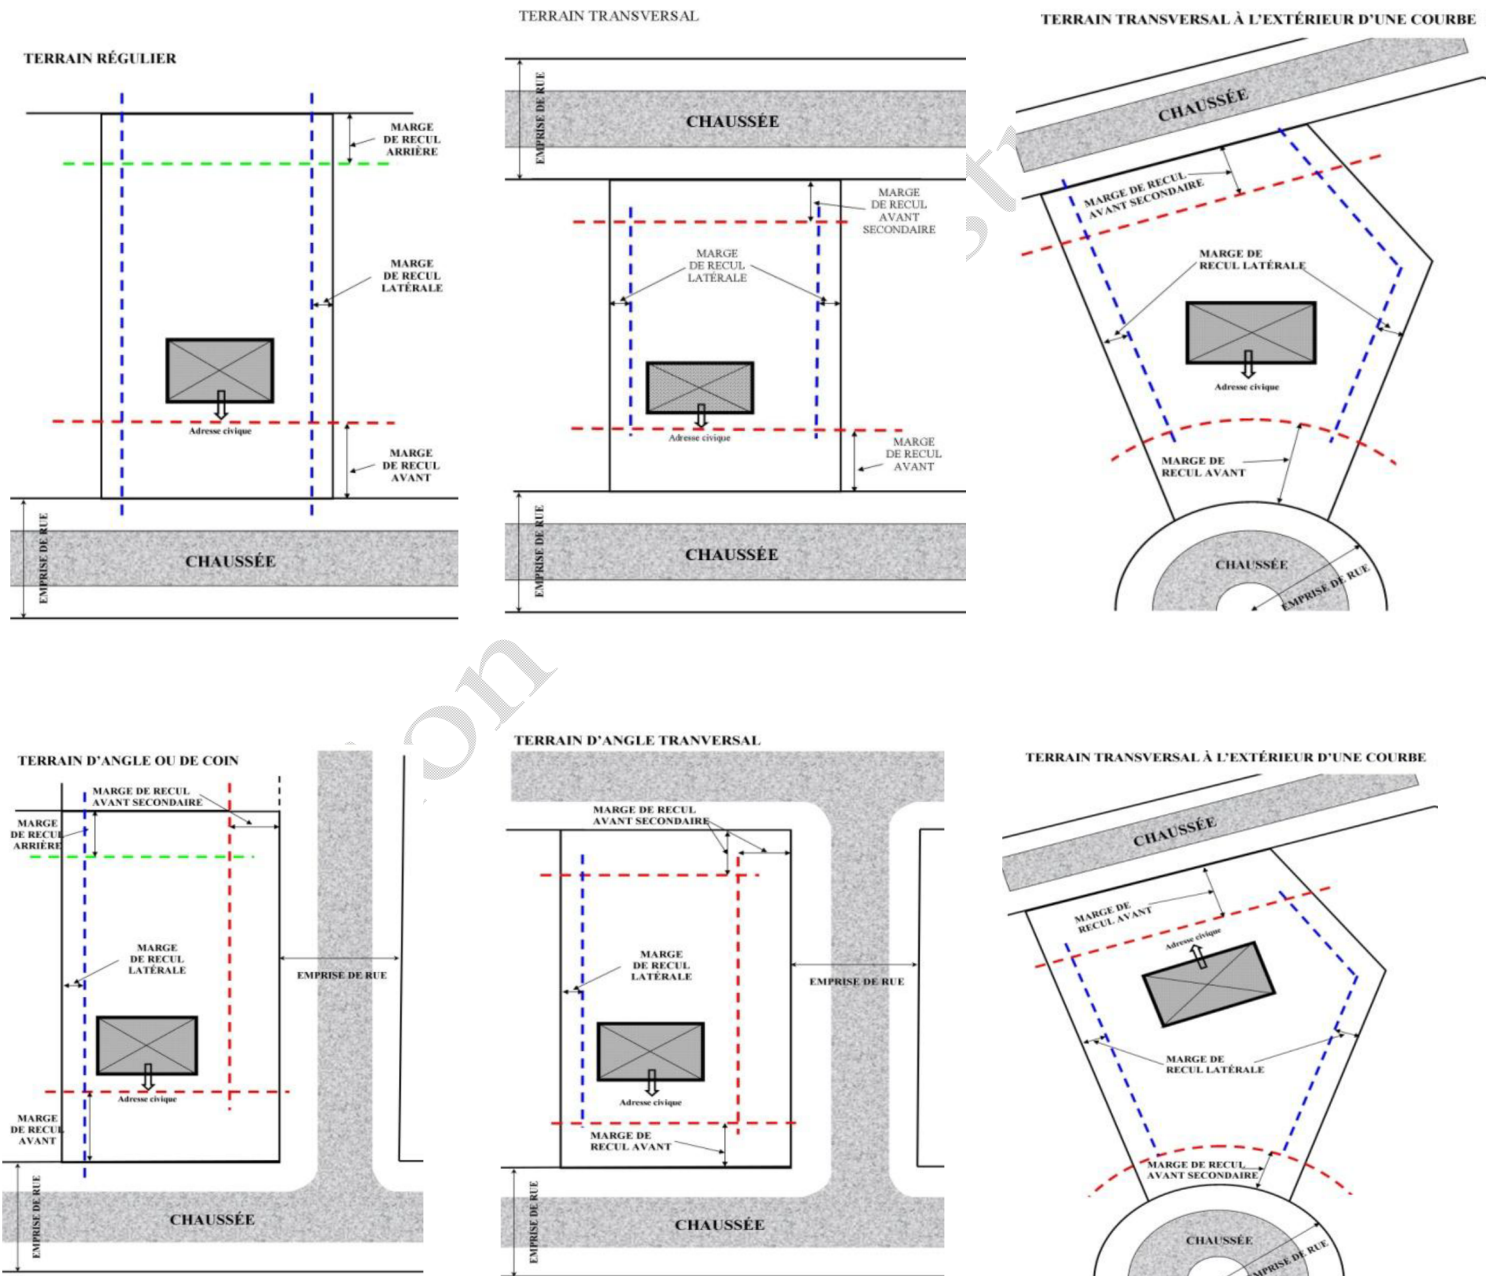 TERRAIN RÉGULIER
MARGE
DE RECUL
ARRIÈRE
MARGE
DE RECUL
LATÉRALE
Adresse civique
MARGE
DE RECUL
AVANT
EMPRISE DE RUE
CHAUSSÉE
TERRAIN TRANSVERSAL
EMPRISE DE RUE
CHAUSSÉE
MARGE
DE RECUL
AVANT
SECONDAIRE
MARGE
DE RECUL
LATÉRALE
Adresse civique
MARGE
DE RECUL
AVANT
EMPRISE DE RUE
CHAUSSÉE
TERRAIN TRANSVERSAL À L'EXTÉRIEUR D'UNE COURBE
CHAUSSÉE
MARGE DE RECUL
AVANT SECONDAIRE
MARGE DE
RECUL LATÉRALE
Adresse civique
MARGE DE
RECUL AVANT
CHAUSSÉE
EMPRISE DE RUE
TERRAIN D'ANGLE OU DE COIN
MARGE DE RECUL
AVANT SECONDAIRE
MARGE
DE RECUL
ARRIÈRE
MARGE
DE RECUL
LATÉRALE
EMPRISE DE RUE
Adresse civique
MARGE
DE RECUL
AVANT
EMPRISE DE RUE
CHAUSSÉE
TERRAIN D'ANGLE TRANVERSAL
MARGE DE RECUL
AVANT SECONDAIRE
MARGE
DE RECUL
LATÉRALE
EMPRISE DE RUE
Adresse civique
MARGE DE
RECUL AVANT
EMPRISE DE RUE
CHAUSSÉE
TERRAIN TRANSVERSAL À L'EXTÉRIEUR D'UNE COURBE
CHAUSSÉE
MARGE DE
RECUL AVANT
Adresse civique
MARGE DE
RECUL LATÉRALE
MARGE DE RECUL
AVANT SECONDAIRE
CHAUSSÉE
EMPRISE DE RUE